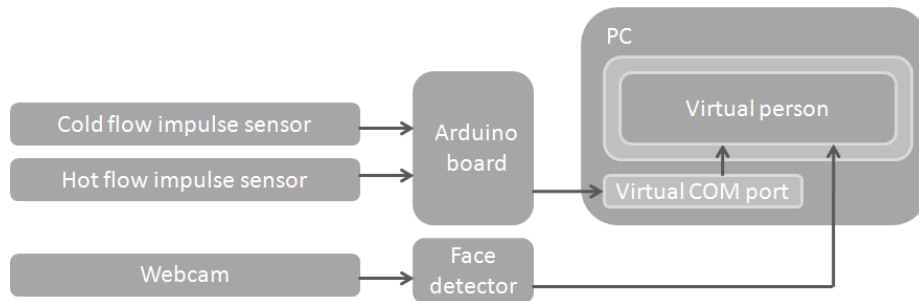 PC
Virtual person
Cold flow impulse sensor
Arduino
board
Hot flow impulse sensor
Virtual COM port
Webcam
Face
detector